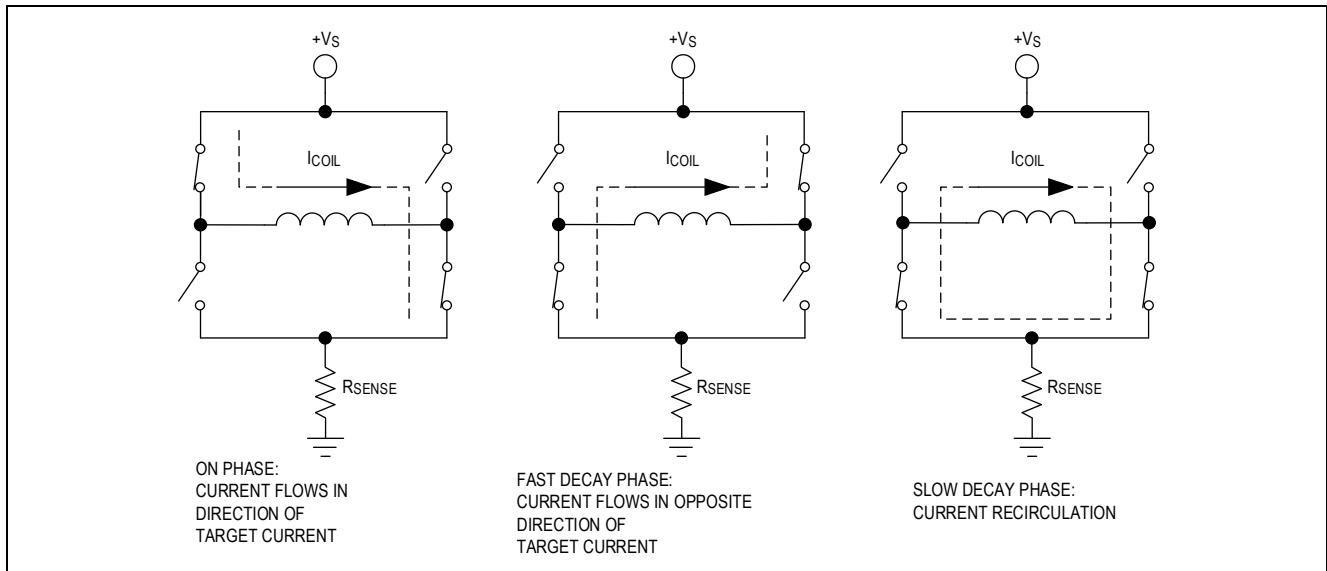 +VS
ICOIL
RSENSE
ON PHASE:
CURRENT FLOWS IN
DIRECTION OF
TARGET CURRENT
+VS
ICOIL
RSENSE
FAST DECAY PHASE:
CURRENT FLOWS IN OPPOSITE
DIRECTION OF
TARGET CURRENT
+VS
ICOIL
RSENSE
SLOW DECAY PHASE:
CURRENT RECIRCULATION